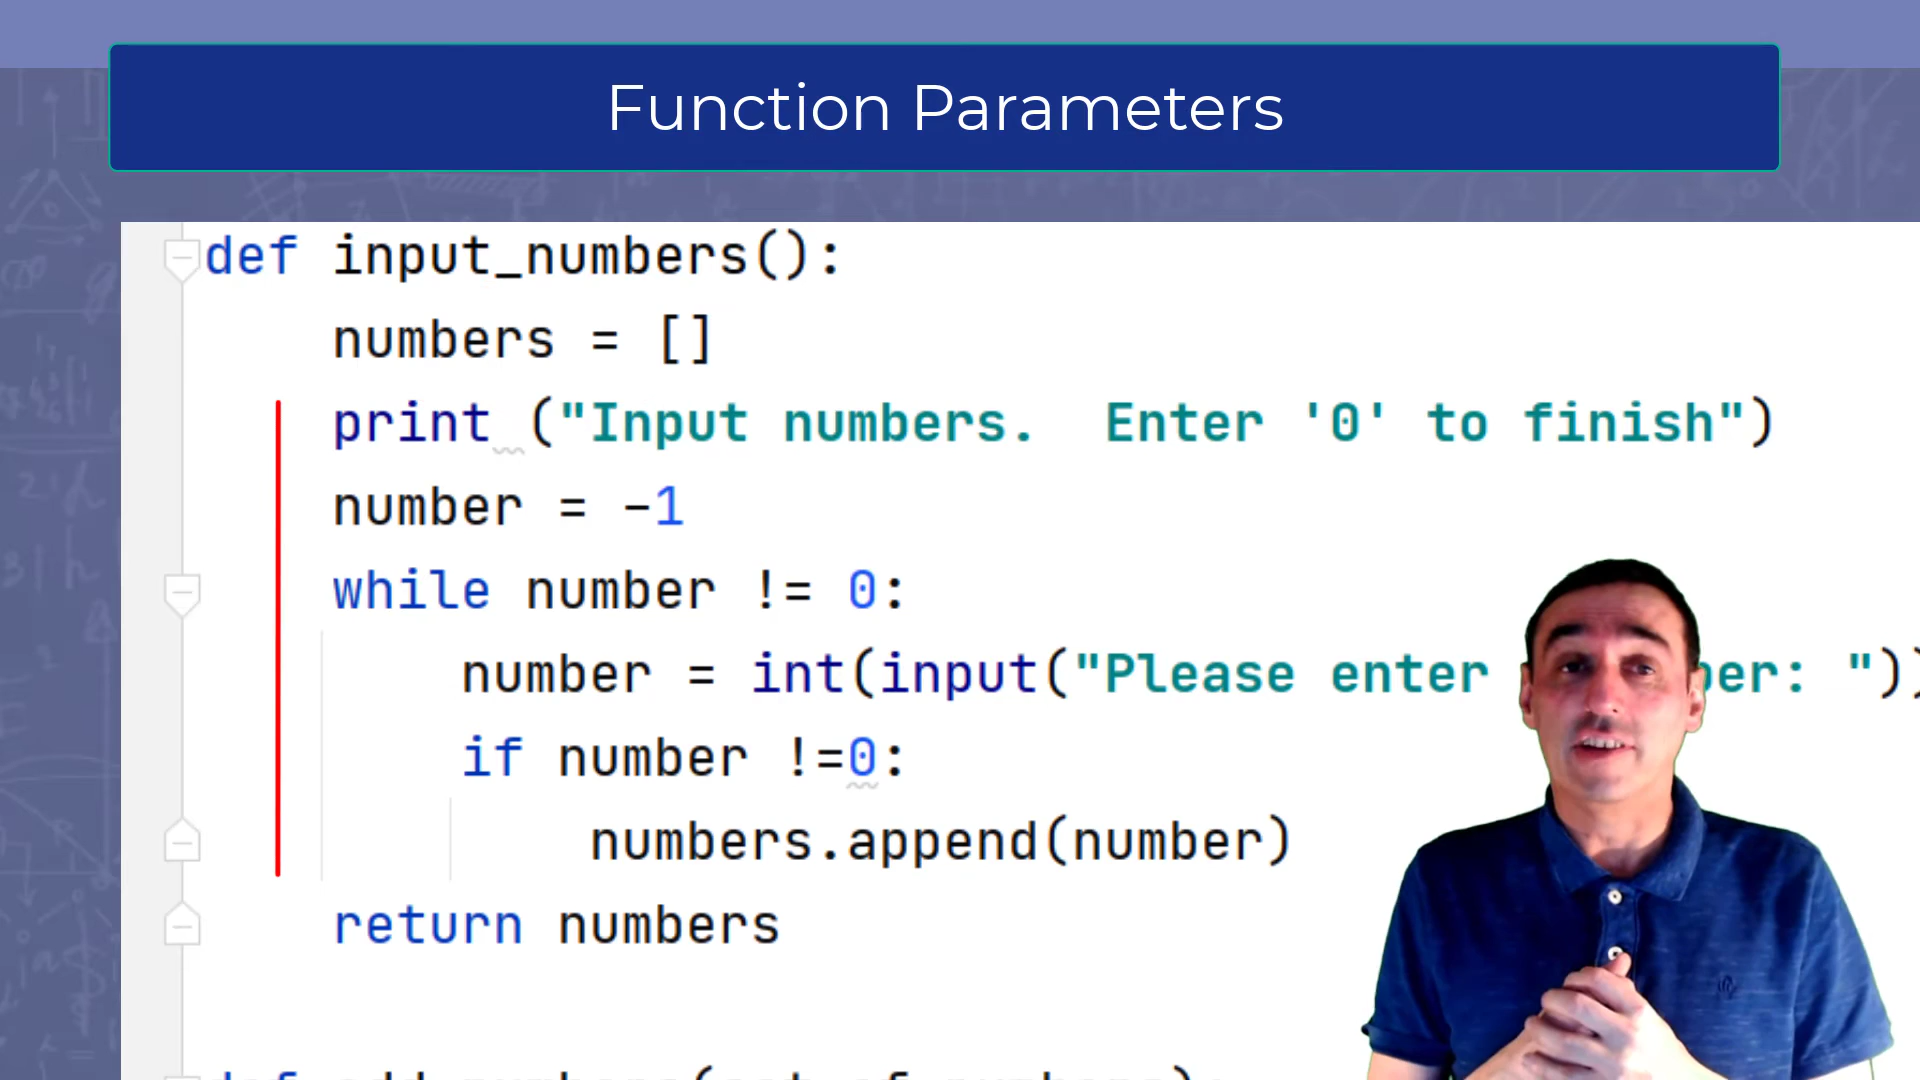 Function Parameters
def input_numbers():
numbers = []
print ("Input numbers.  Enter '0' to finish")
number = -1
while number != 0:
number = int(input("Please enter ber: "))
if number !=0:
numbers.append(number)
return numbers